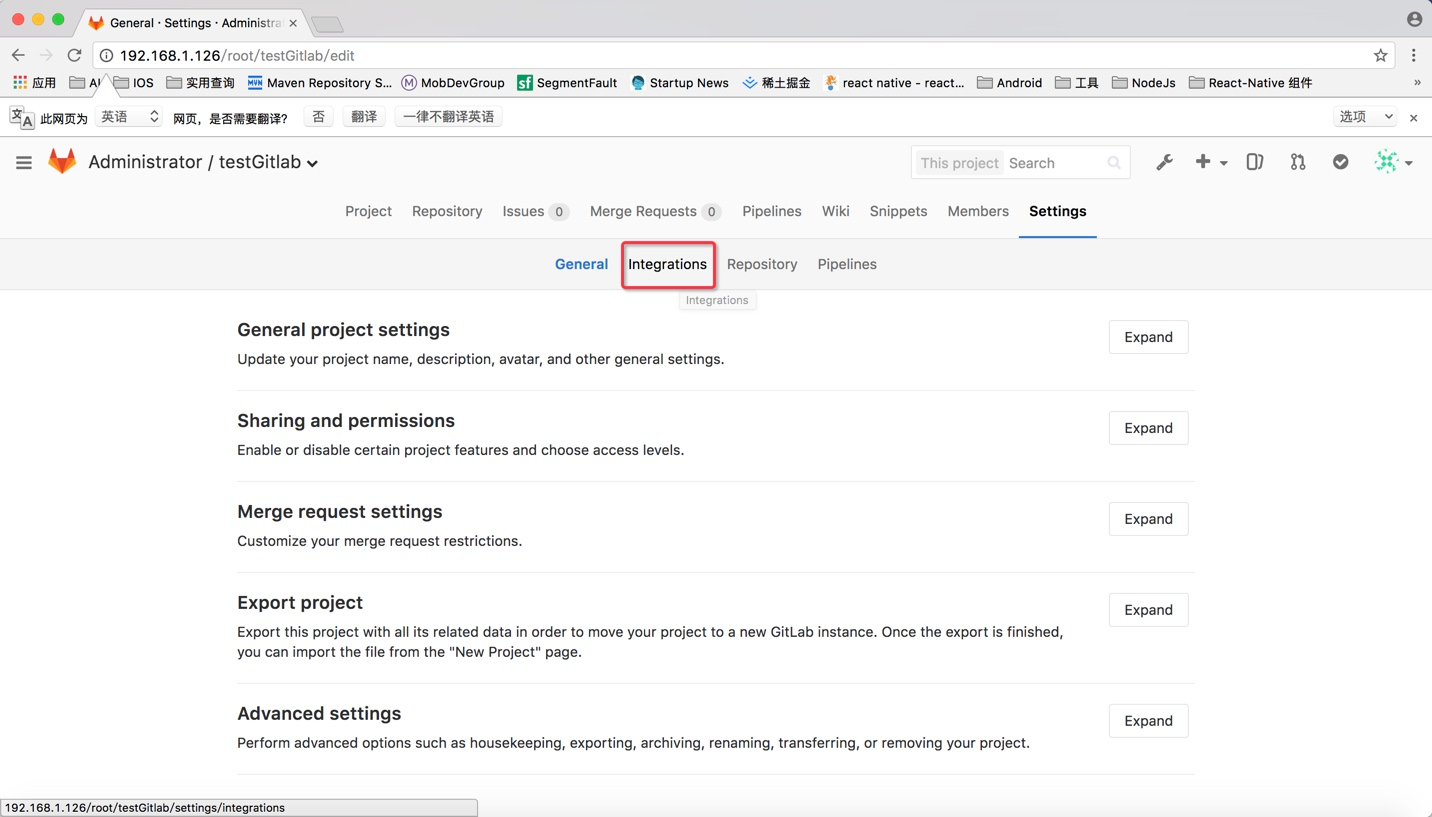 General · Settings · Administra
192.168.1.126/root/testGitlab/edit
应用 AI IOS 实用查询 Maven Repository S... MobDevGroup SegmentFault Startup News 稀土掘金 react native - react... Android 工具 NodeJs React-Native 组件 »
此网页为 英语 网页，是否需要翻译？ 否 翻译 一律不翻译英语 选项
Administrator / testGitlab This project Search
Project Repository Issues 0 Merge Requests 0 Pipelines Wiki Snippets Members Settings
General Integrations Repository Pipelines
Integrations
General project settings Expand
Update your project name, description, avatar, and other general settings.
Sharing and permissions Expand
Enable or disable certain project features and choose access levels.
Merge request settings Expand
Customize your merge request restrictions.
Export project Expand
Export this project with all its related data in order to move your project to a new GitLab instance. Once the export is finished,
you can import the file from the "New Project" page.
Advanced settings Expand
Perform advanced options such as housekeeping, exporting, archiving, renaming, transferring, or removing your project.
192.168.1.126/root/testGitlab/settings/integrations